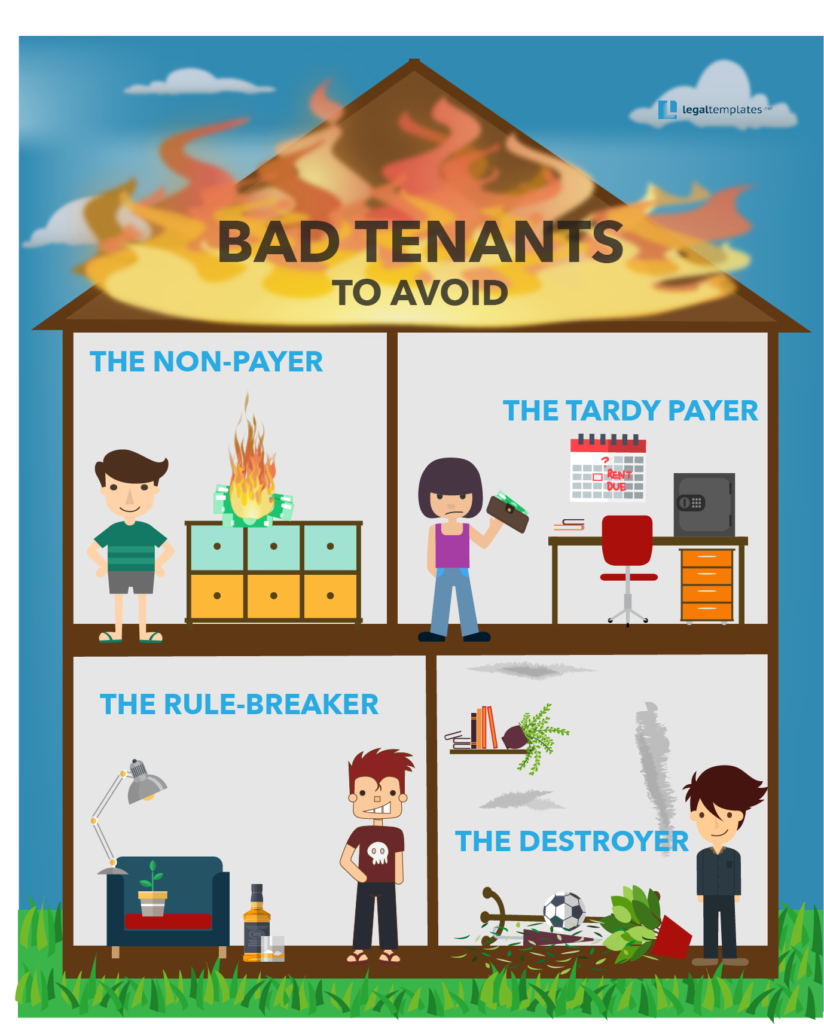 legaltemplates
BAD TENANTS
TO AVOID
THE NON-PAYER
THE TARDY PAYER
?
RENT
DUE
THE RULE-BREAKER
THE DESTROYER